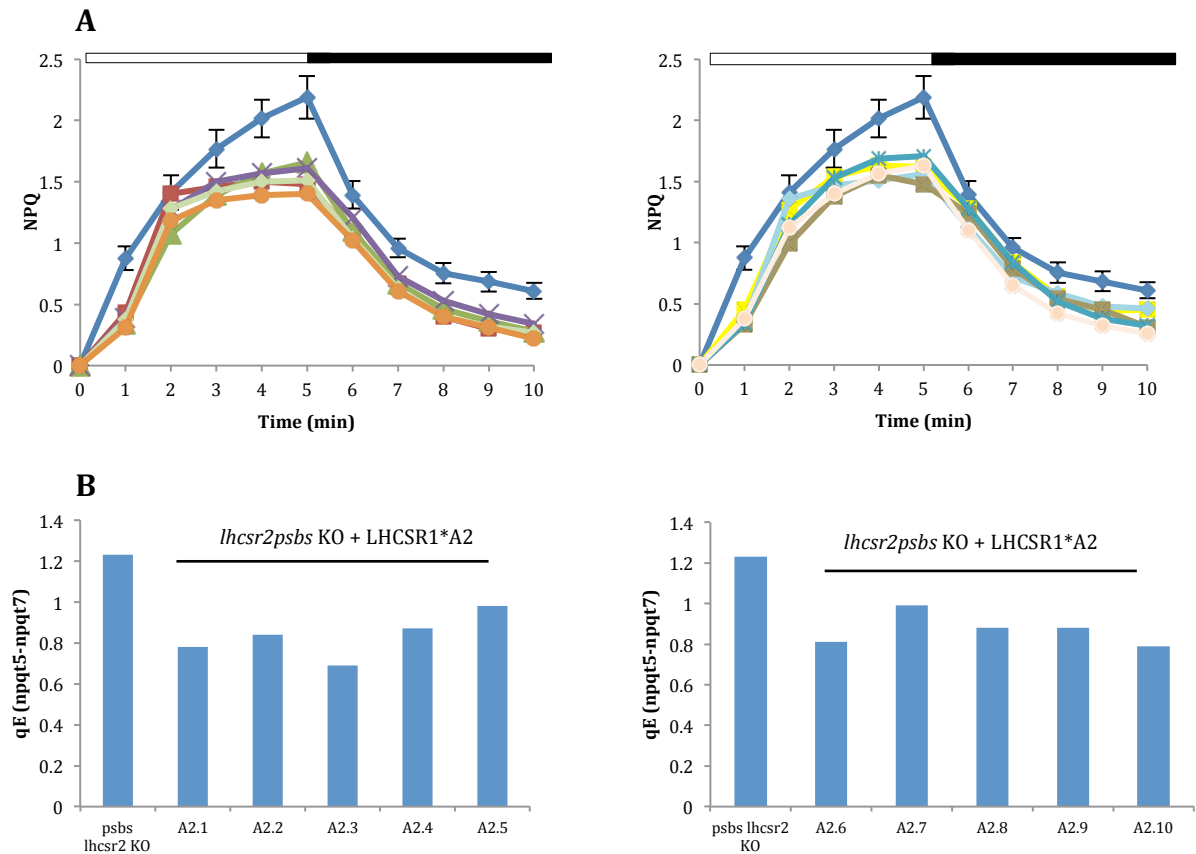 A
2.5
2
1.5
1
0.5
0
NPQ
0 1 2 3 4 5 6 7 8 9 10
Time (min)
2.5
2
1.5
1
0.5
0
NPQ
0 1 2 3 4 5 6 7 8 9 10
Time (min)
B
1.4
1.2
1
0.8
0.6
0.4
0.2
0
qE (npqt5-npqt7)
lhcsr2psbs KO + LHCSR1*A2
psbs
lhcsr2 KO
A2.1 A2.2 A2.3 A2.4 A2.5
1.4
1.2
1
0.8
0.6
0.4
0.2
0
qE (npqt5-npqt7)
lhcsr2psbs KO + LHCSR1*A2
psbs lhcsr2
KO
A2.6 A2.7 A2.8 A2.9 A2.10